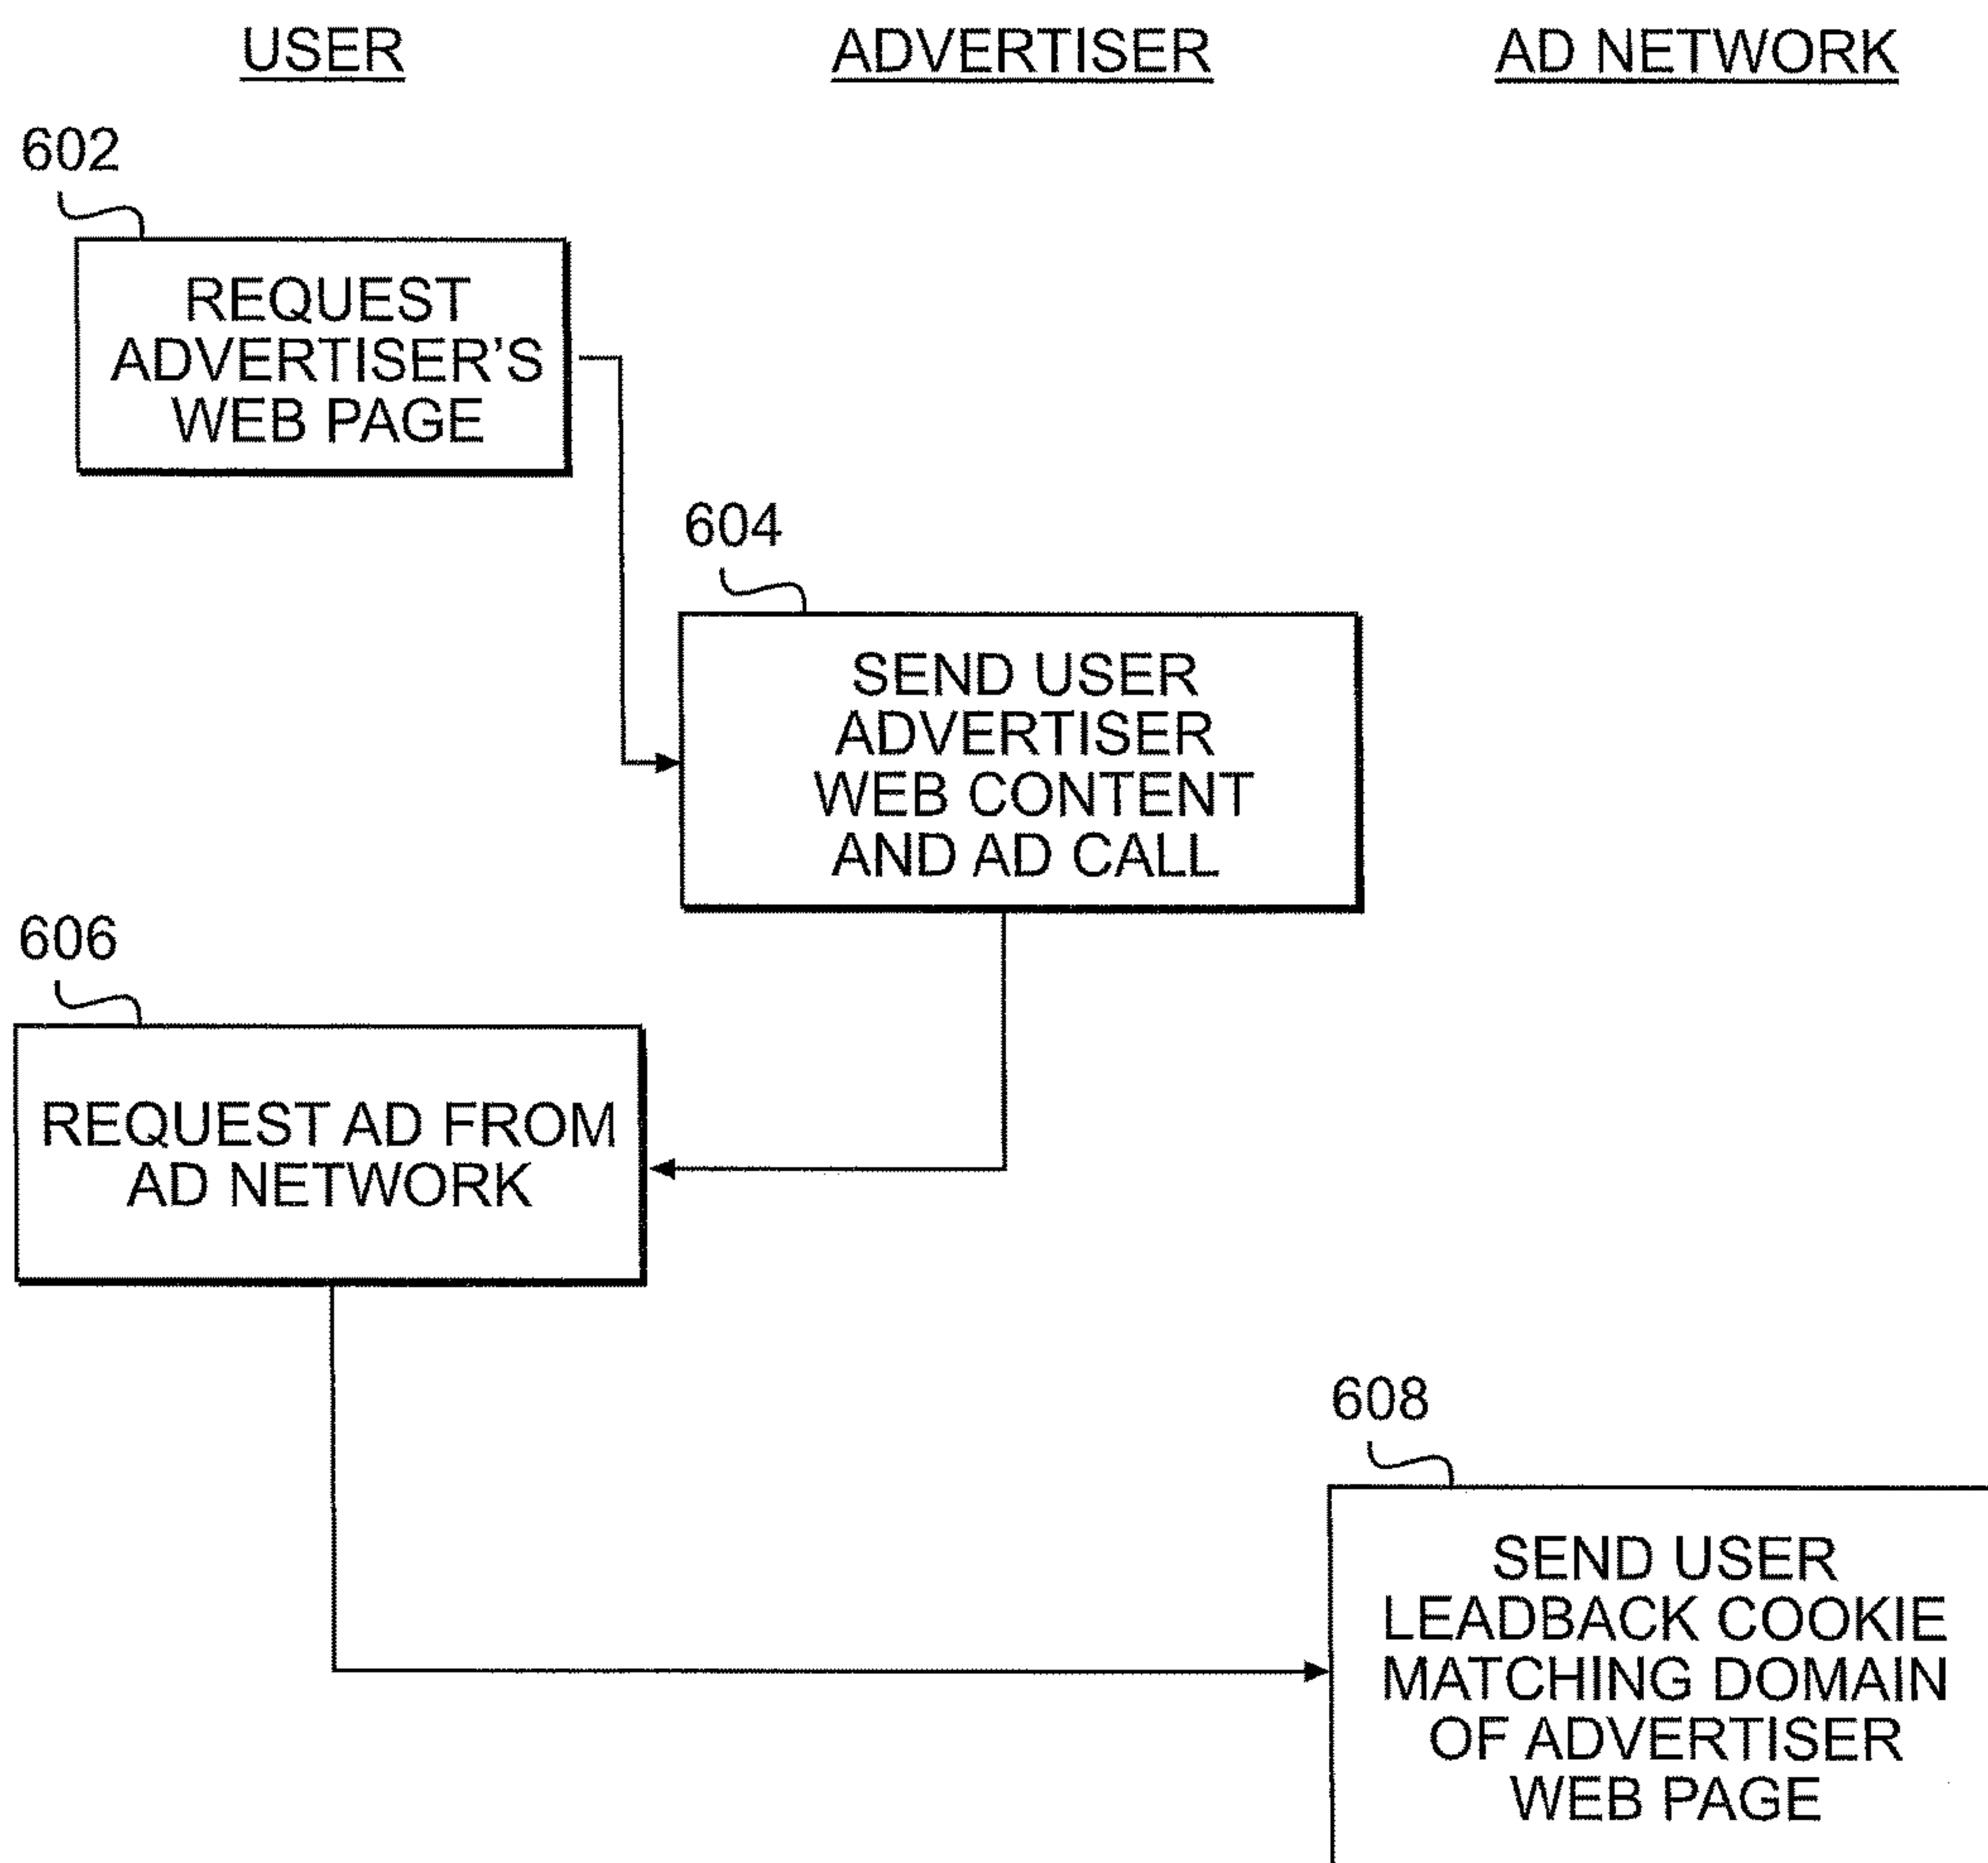 USER ADVERTISER AD NETWORK
602
REQUEST
ADVERTISER'S
WEB PAGE
604
SEND USER
ADVERTISER
WEB CONTENT
AND AD CALL
606
REQUEST AD FROM
AD NETWORK
608
SEND USER
LEADBACK COOKIE
MATCHING DOMAIN
OF ADVERTISER
WEB PAGE